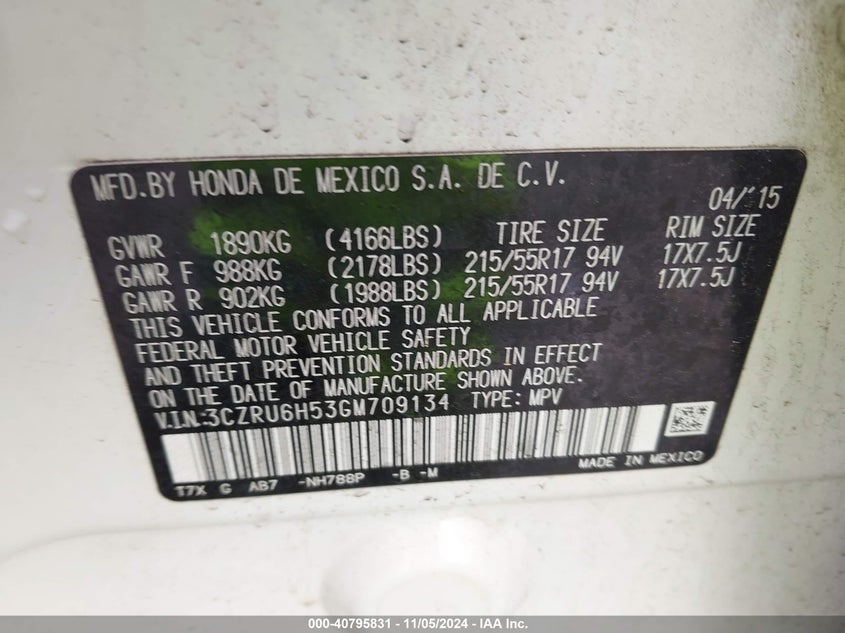 MFD.BY HONDA DE MEXICO S.A. DE C.V.
04/'15
GVWR 1890KG (4166LBS) TIRE SIZE RIM SIZE
GAWR F 988KG (2178LBS) 215/55R17 94V 17X7.5J
GAWR R 902KG (1988LBS) 215/55R17 94V 17X7.5J
THIS VEHICLE CONFORMS TO ALL APPLICABLE
FEDERAL MOTOR VEHICLE SAFETY
AND THEFT PREVENTION STANDARDS IN EFFECT
ON THE DATE OF MANUFACTURE SHOWN ABOVE.
V.I.N:3CZRU6H53GM709134 TYPE: MPV
T7X G AB7 -NH788P -B -M MADE IN MEXICO
000-40795831 - 11/05/2024 - IAA Inc.